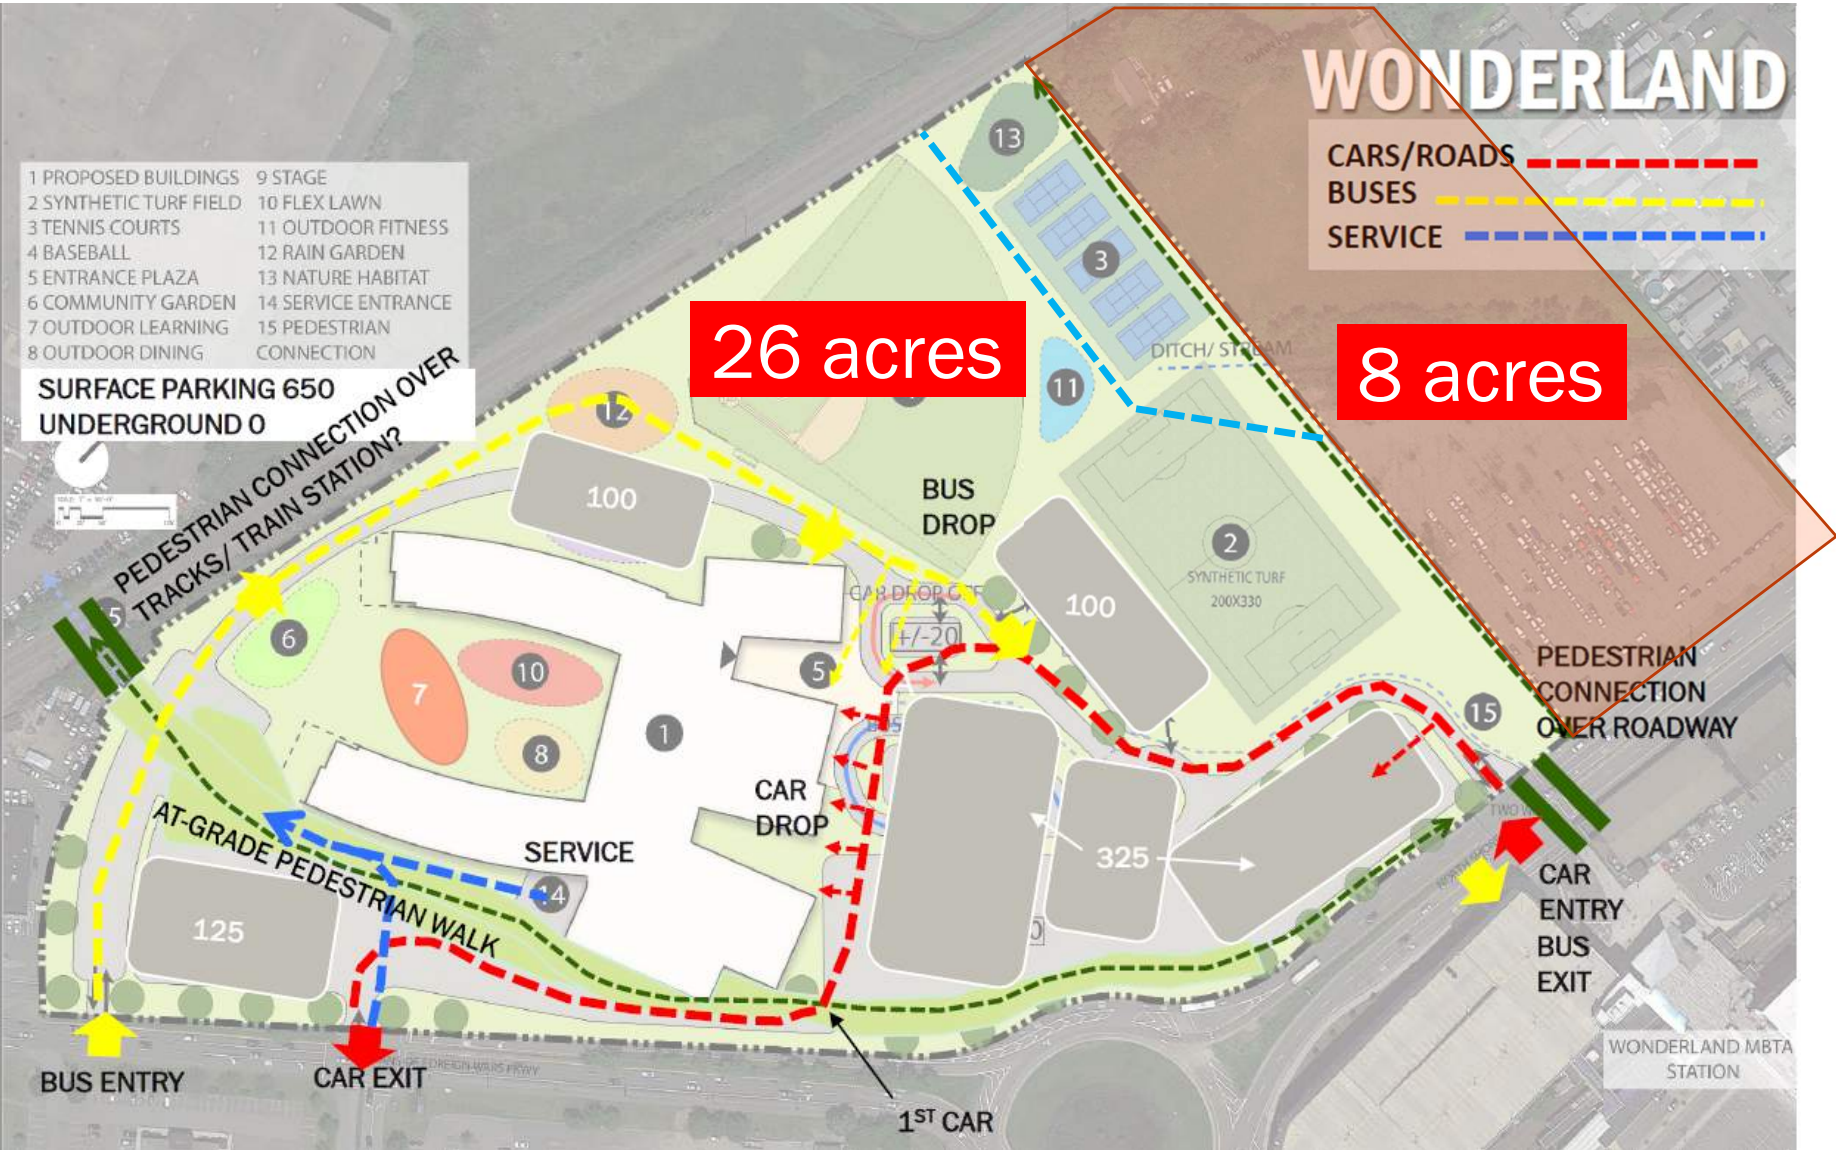 WONDERLAND
CARS/ROADS
BUSES
SERVICE
1 PROPOSED BUILDINGS
2 SYNTHETIC TURF FIELD
3 TENNIS COURTS
4 BASEBALL
5 ENTRANCE PLAZA
6 COMMUNITY GARDEN
7 OUTDOOR LEARNING
8 OUTDOOR DINING
9 STAGE
10 FLEX LAWN
11 OUTDOOR FITNESS
12 RAIN GARDEN
13 NATURE HABITAT
14 SERVICE ENTRANCE
15 PEDESTRIAN
CONNECTION
SURFACE PARKING 650
UNDERGROUND 0
PEDESTRIAN CONNECTION OVER
TRACKS/ TRAIN STATION?
26 acres
8 acres
13
3
DITCH/ STREAM
11
12
100
BUS
DROP
2
SYNTHETIC TURF
200X330
100
CAR DROP OFF
+/-20
5
6
10
7
8
1
15
PEDESTRIAN
CONNECTION
OVER ROADWAY
CAR
DROP
AT-GRADE PEDESTRIAN WALK
SERVICE
14
325
125
CAR
ENTRY
BUS
EXIT
WONDERLAND MBTA
STATION
BUS ENTRY
CAR EXIT
1ST CAR